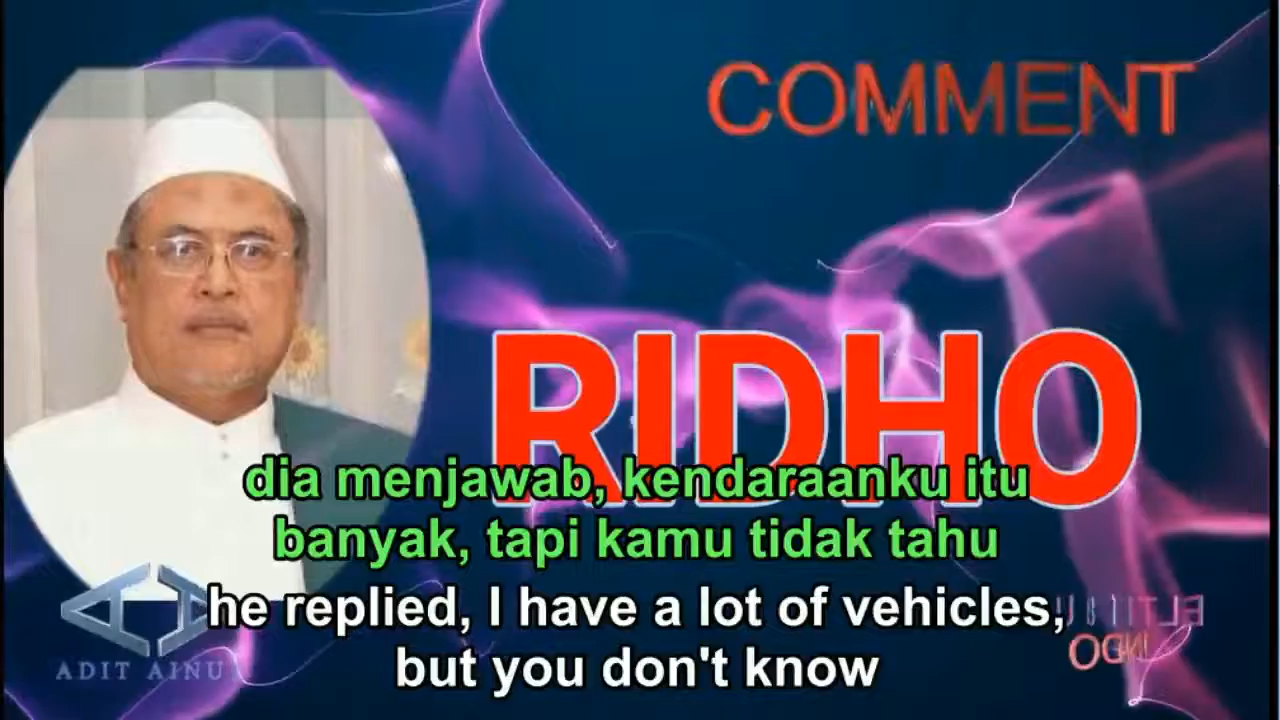 COMMENT
RIDHO
dia menjawab, kendaraanku itu
banyak, tapi kamu tidak tahu
he replied, I have a lot of vehicles,
but you don't know
ADIT AINU